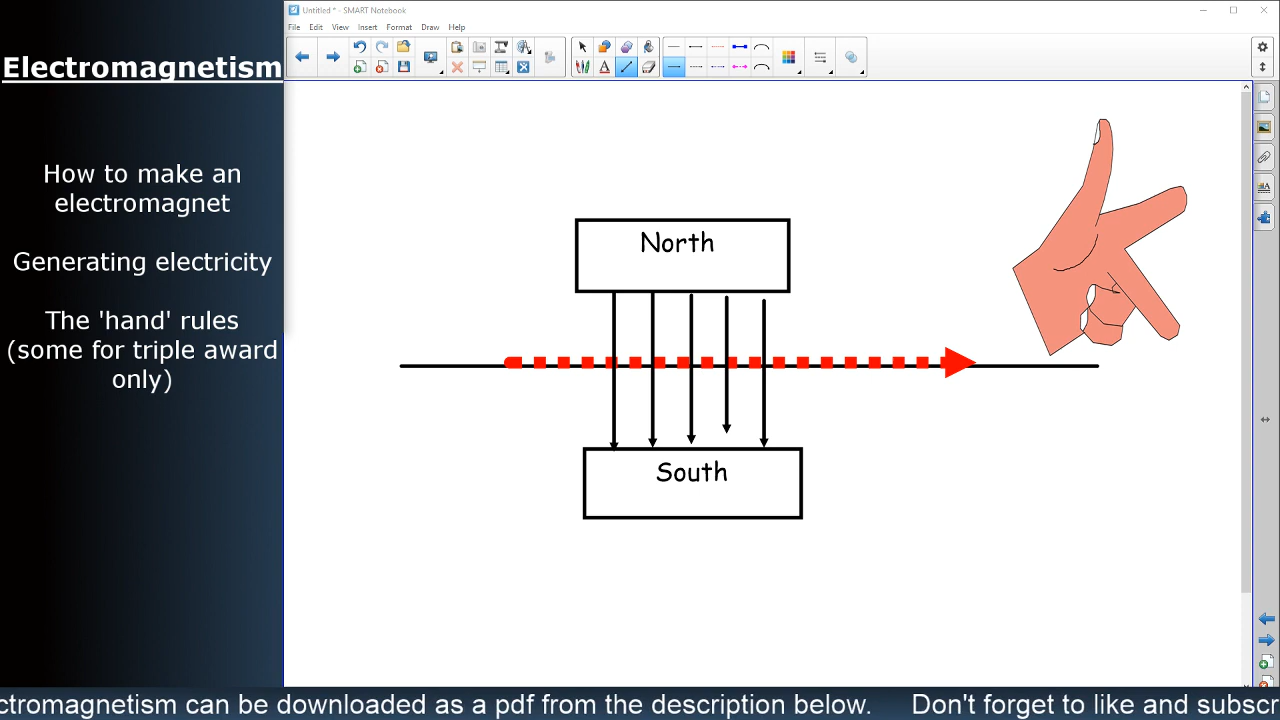 Electromagnetism
How to make an
electromagnet
Generating electricity
The 'hand' rules
(some for triple award
only)
Untitled * - SMART Notebook
File Edit View Insert Format Draw Help
North
South
ctromagnetism can be downloaded as a pdf from the description below. Don't forget to like and subscr